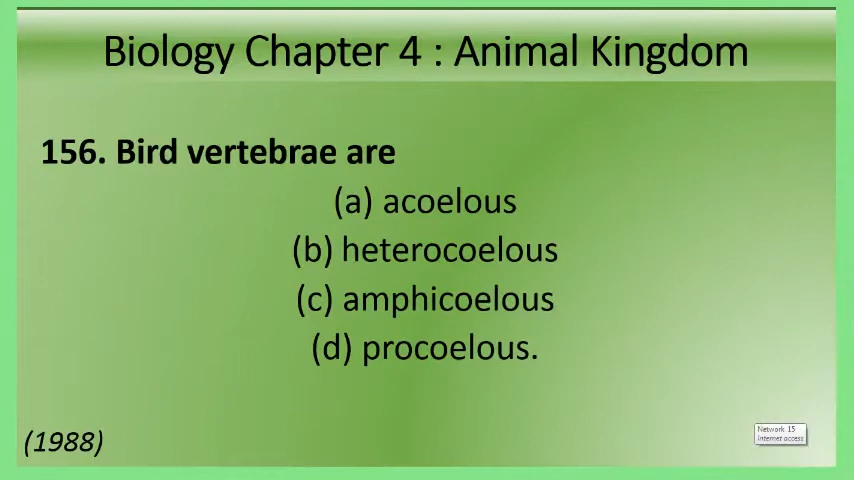 Biology Chapter 4 : Animal Kingdom
156. Bird vertebrae are
(a) acoelous
(b) heterocoelous
(c) amphicoelous
(d) procoelous.
(1988)
Network 15
Internet access